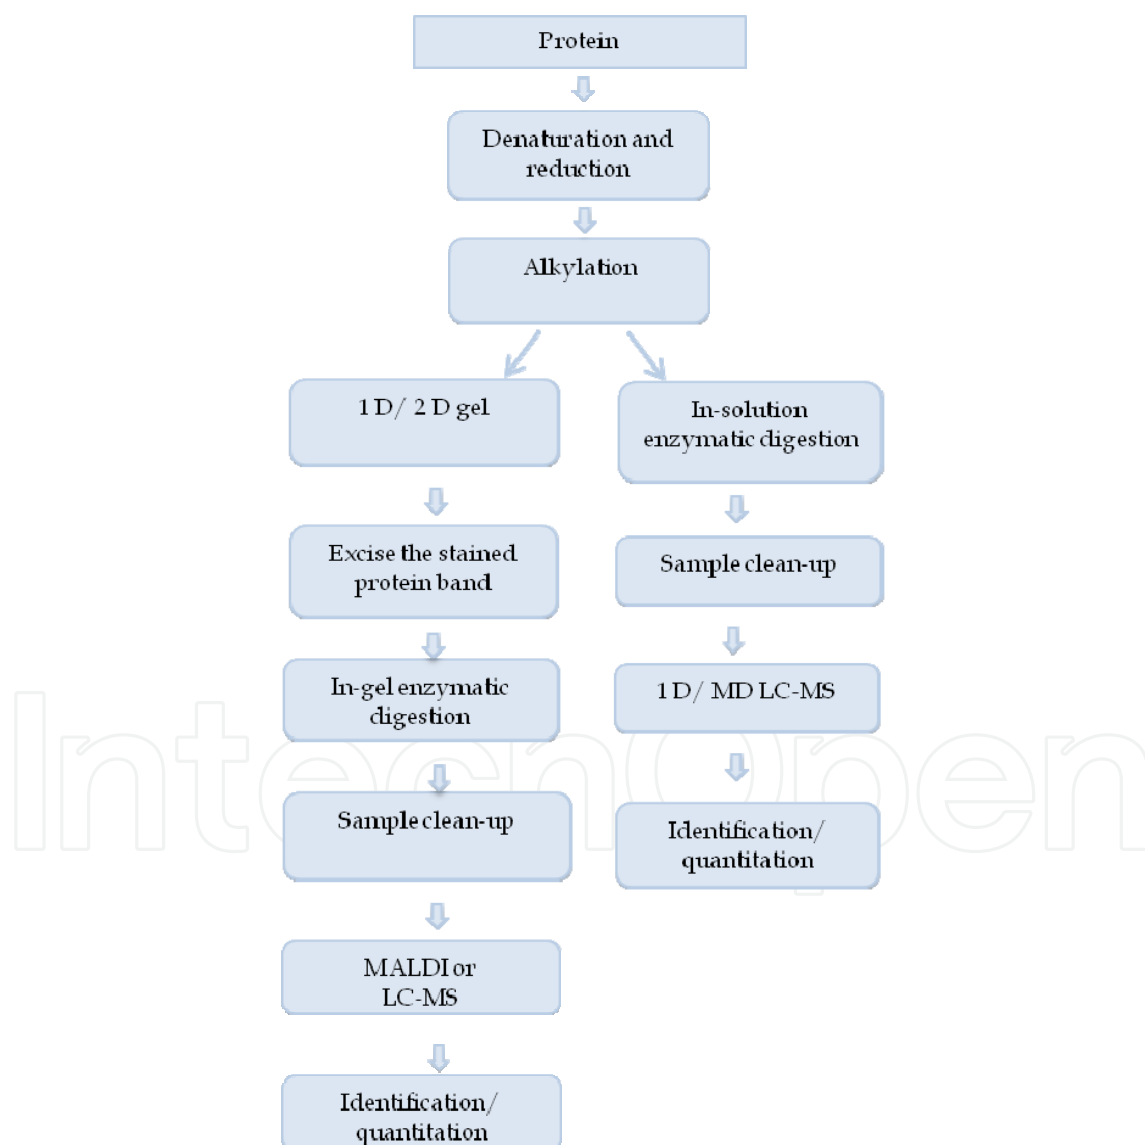 Protein
Denaturation and
reduction
Alkylation
1 D/ 2 D gel
Excise the stained
protein band
In-gel enzymatic
digestion
Sample clean-up
MALDI or
LC-MS
Identification/
quantitation
In-solution
enzymatic digestion
Sample clean-up
1 D/ MD LC-MS
Identification/
quantitation
IntechOpen